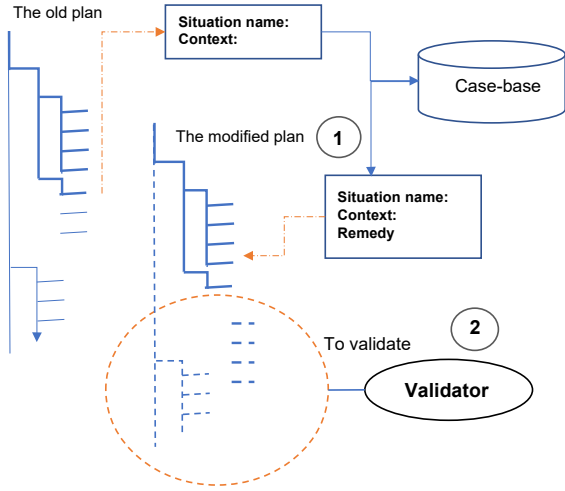 The old plan
Situation name:
Context:
Case-base
The modified plan
1
Situation name:
Context:
Remedy
2
To validate
Validator